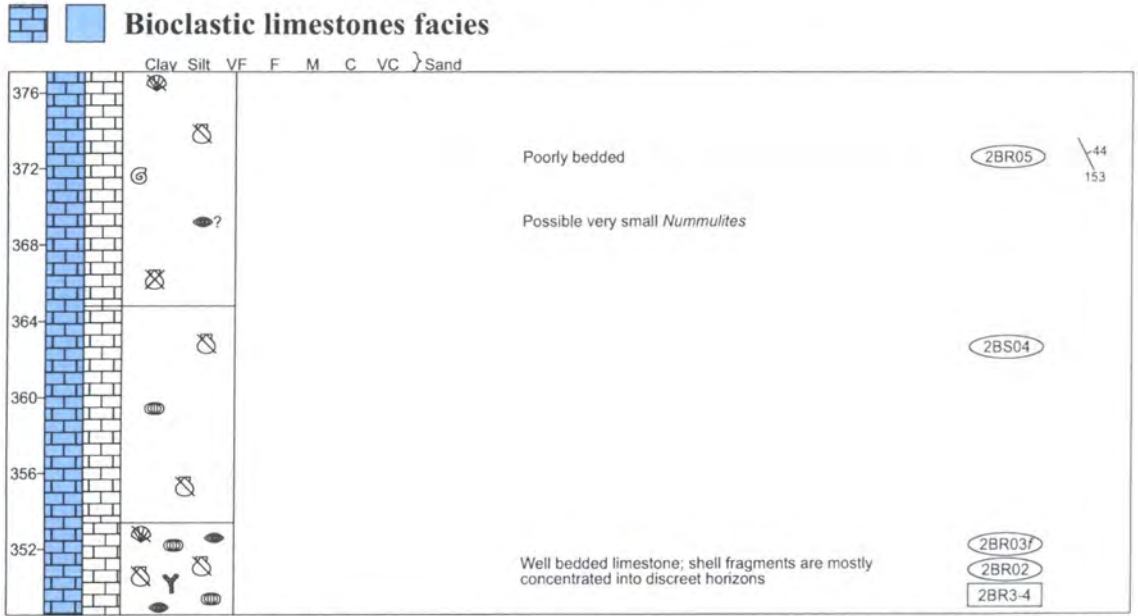 Bioclastic limestones facies
Clay Silt VF F M C VC }Sand
376
372
368
364
360
356
352
Poorly bedded
2BR05
44
153
?
Possible very small Nummulites
2BS04
Well bedded limestone; shell fragments are mostly
concentrated into discreet horizons
2BR03f
2BR02
2BR3-4